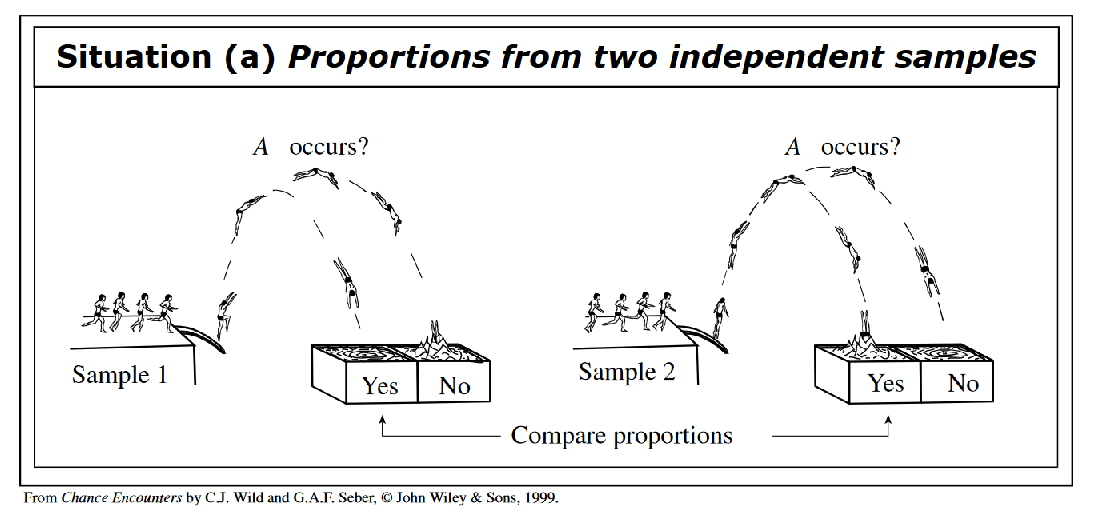 Situation (a) Proportions from two independent samples
A occurs?
A occurs?
Sample 1
Yes
No
Sample 2
Yes
No
Compare proportions
From Chance Encounters by C.J. Wild and G.A.F. Seber, © John Wiley & Sons, 1999.